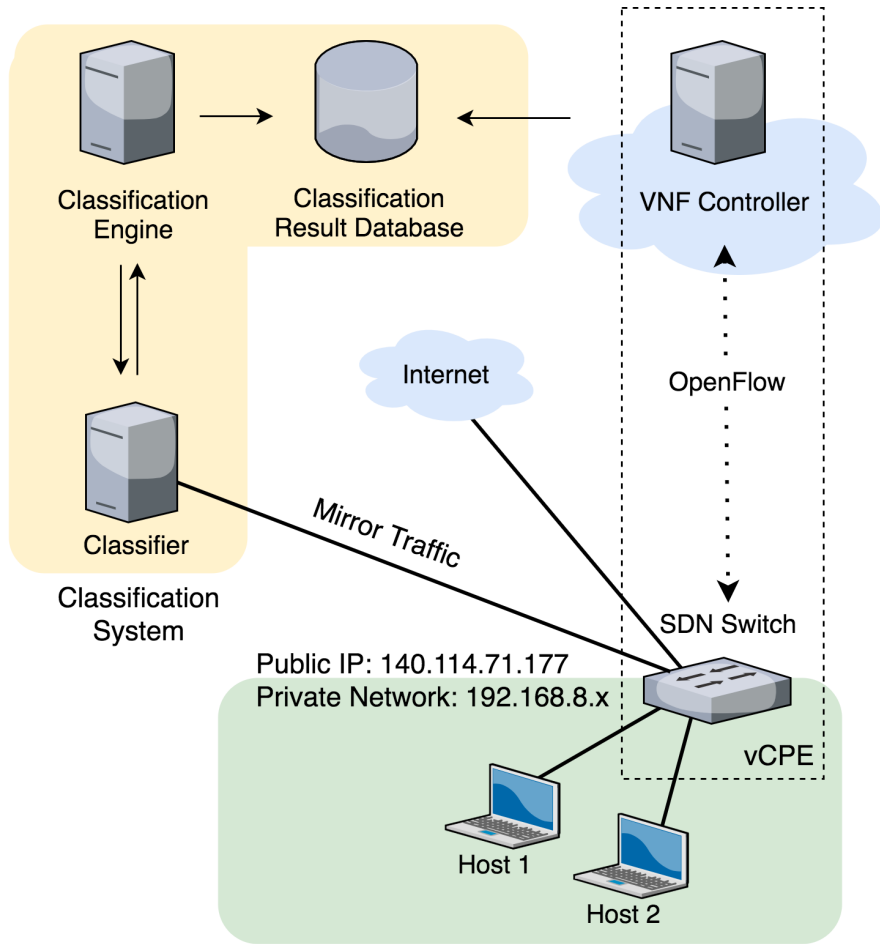 Classification
Engine
Classification
Result Database
VNF Controller
Internet
OpenFlow
Mirror Traffic
Classifier
Classification
System
SDN Switch
Public IP: 140.114.71.177
Private Network: 192.168.8.x
vCPE
Host 1
Host 2